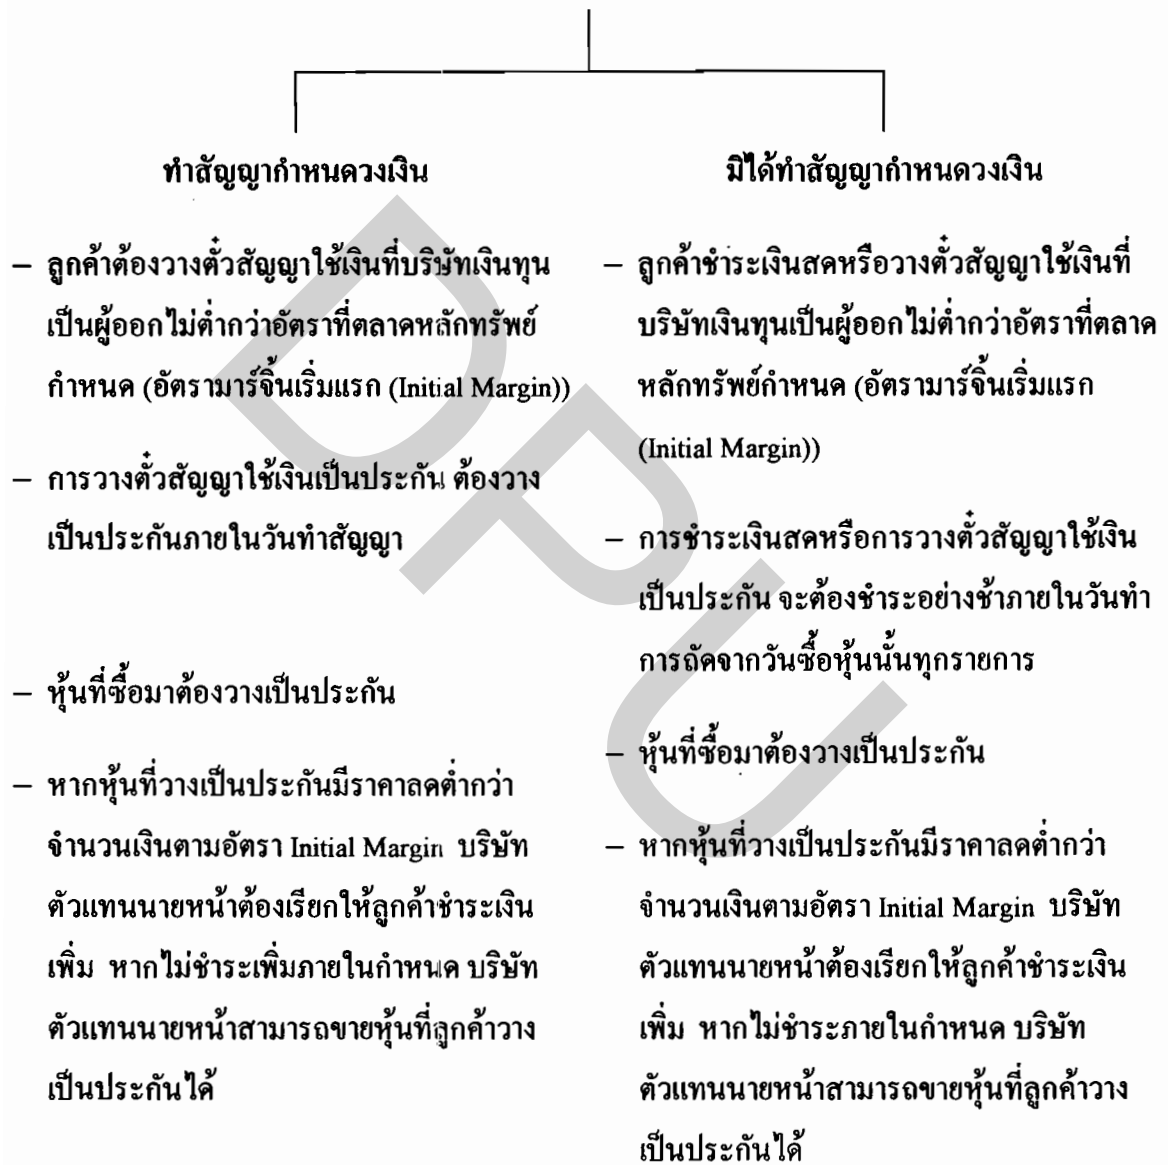 ทำสัญญากำหนดวงเงิน
– ลูกค้าต้องวางตั๋วสัญญาใช้เงินที่บริษัทเงินทุน
เป็นผู้ออกไม่ต่ำกว่าอัตราที่ตลาดหลักทรัพย์
กำหนด (อัตรามาร์จิ้นเริ่มแรก (Initial Margin))
– การวางตั๋วสัญญาใช้เงินเป็นประกัน ต้องวาง
เป็นประกันภายในวันทำสัญญา
– หุ้นที่ซื้อมาต้องวางเป็นประกัน
– หากหุ้นที่วางเป็นประกันมีราคาลดต่ำกว่า
จำนวนเงินตามอัตรา Initial Margin บริษัท
ตัวแทนนายหน้าต้องเรียกให้ลูกค้าชำระเงิน
เพิ่ม หากไม่ชำระเพิ่มภายในกำหนด บริษัท
ตัวแทนนายหน้าสามารถขายหุ้นที่ลูกค้าวาง
เป็นประกันได้
มิได้ทำสัญญากำหนดวงเงิน
– ลูกค้าชำระเงินสดหรือวางตั๋วสัญญาใช้เงินที่
บริษัทเงินทุนเป็นผู้ออกไม่ต่ำกว่าอัตราที่ตลาด
หลักทรัพย์กำหนด (อัตรามาร์จิ้นเริ่มแรก
(Initial Margin))
– การชำระเงินสดหรือการวางตั๋วสัญญาใช้เงิน
เป็นประกัน จะต้องชำระอย่างช้าภายในวันทำ
การถัดจากวันซื้อหุ้นนั้นทุกรายการ
– หุ้นที่ซื้อมาต้องวางเป็นประกัน
– หากหุ้นที่วางเป็นประกันมีราคาลดต่ำกว่า
จำนวนเงินตามอัตรา Initial Margin บริษัท
ตัวแทนนายหน้าต้องเรียกให้ลูกค้าชำระเงิน
เพิ่ม หากไม่ชำระภายในกำหนด บริษัท
ตัวแทนนายหน้าสามารถขายหุ้นที่ลูกค้าวาง
เป็นประกันได้
DPU